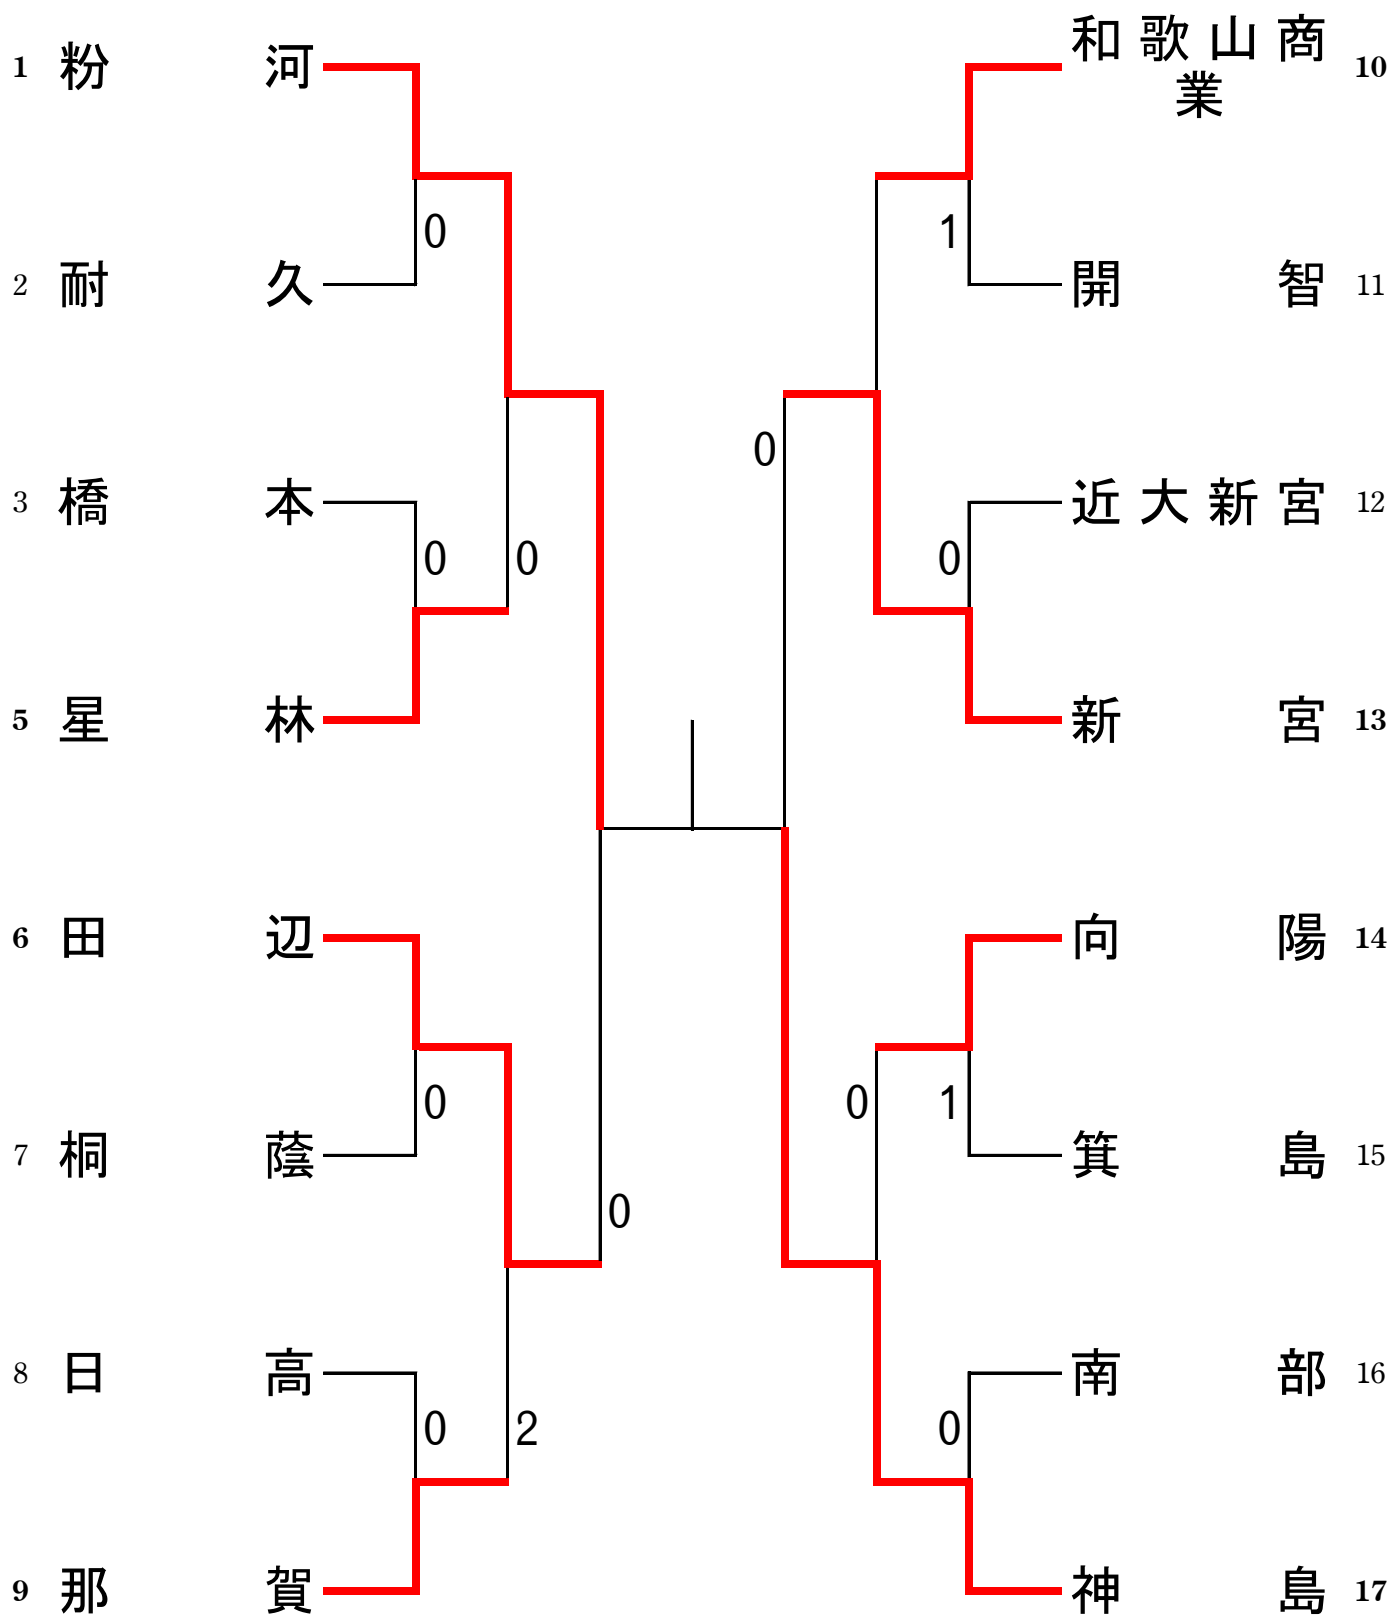 1 粉河
和歌山商業 10
0
1
2 耐久
開智 11
0
3 橋本
近大新宮 12
0
0
0
5 星林
新宮 13
6 田辺
向陽 14
0
0
1
7 桐蔭
箕島 15
0
8 日高
南部 16
0
2
0
9 那賀
神島 17